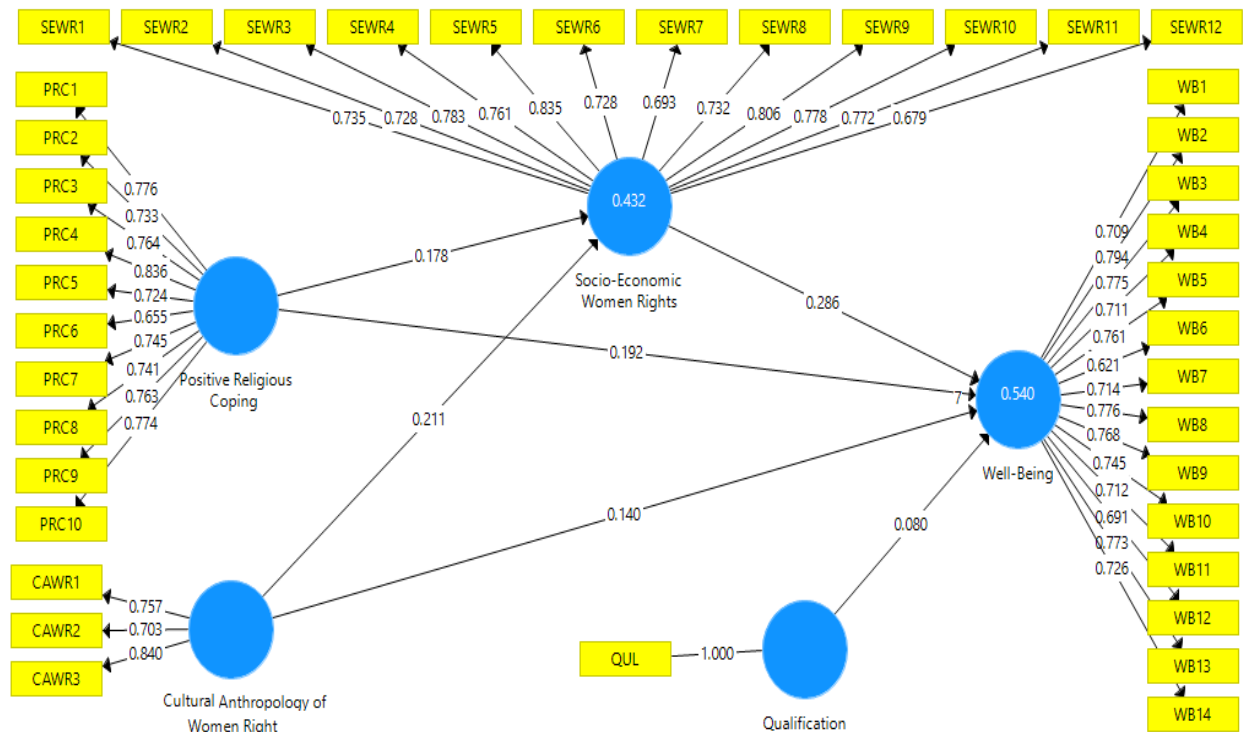 SEWR1 SEWR2 SEWR3 SEWR4 SEWR5 SEWR6 SEWR7 SEWR8 SEWR9 SEWR10 SEWR11 SEWR12
0.735 0.728 0.783 0.761 0.835 0.728 0.693 0.732 0.806 0.778 0.772 0.679
PRC1
PRC2
PRC3
PRC4
PRC5
PRC6
PRC7
PRC8
PRC9
PRC10
0.776
0.733
0.764
0.836
0.724
0.655
0.745
0.741
0.763
0.774
Positive Religious
Coping
0.432
Socio-Economic
Women Rights
0.178
0.286
0.192
0.211
0.140
0.080
7
0.540
Well-Being
WB1
WB2
WB3
WB4
WB5
WB6
WB7
WB8
WB9
WB10
WB11
WB12
WB13
WB14
0.709
0.794
0.775
0.711
0.761
0.621
0.714
0.776
0.768
0.745
0.712
0.691
0.773
0.726
CAWR1
CAWR2
CAWR3
0.757
0.703
0.840
Cultural Anthropology of
Women Right
QUL
1.000
Qualification